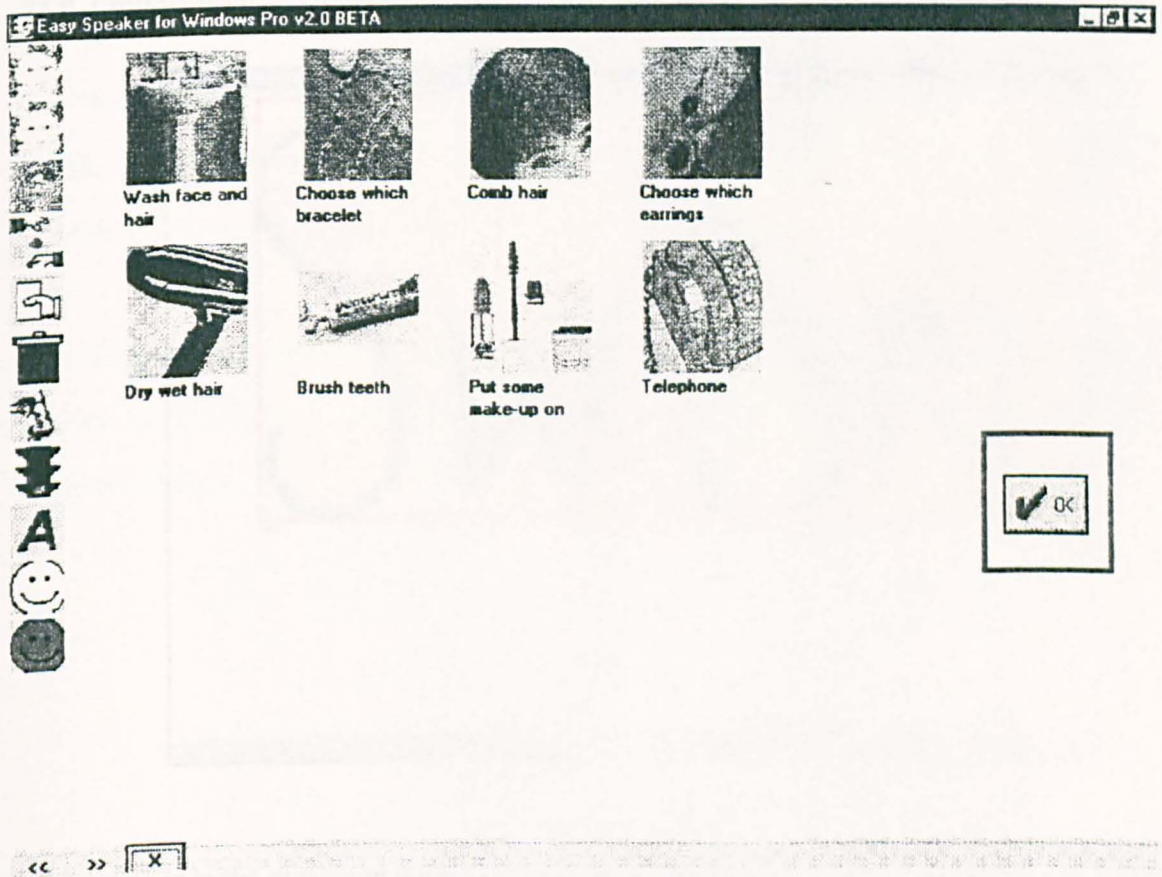 Easy Speaker for Windows Pro v2.0 BETA
Wash face and
hair
Choose which
bracelet
Comb hair
Choose which
earrings
Dry wet hair
Brush teeth
Put some
make-up on
Telephone
OK
A
<< >> X